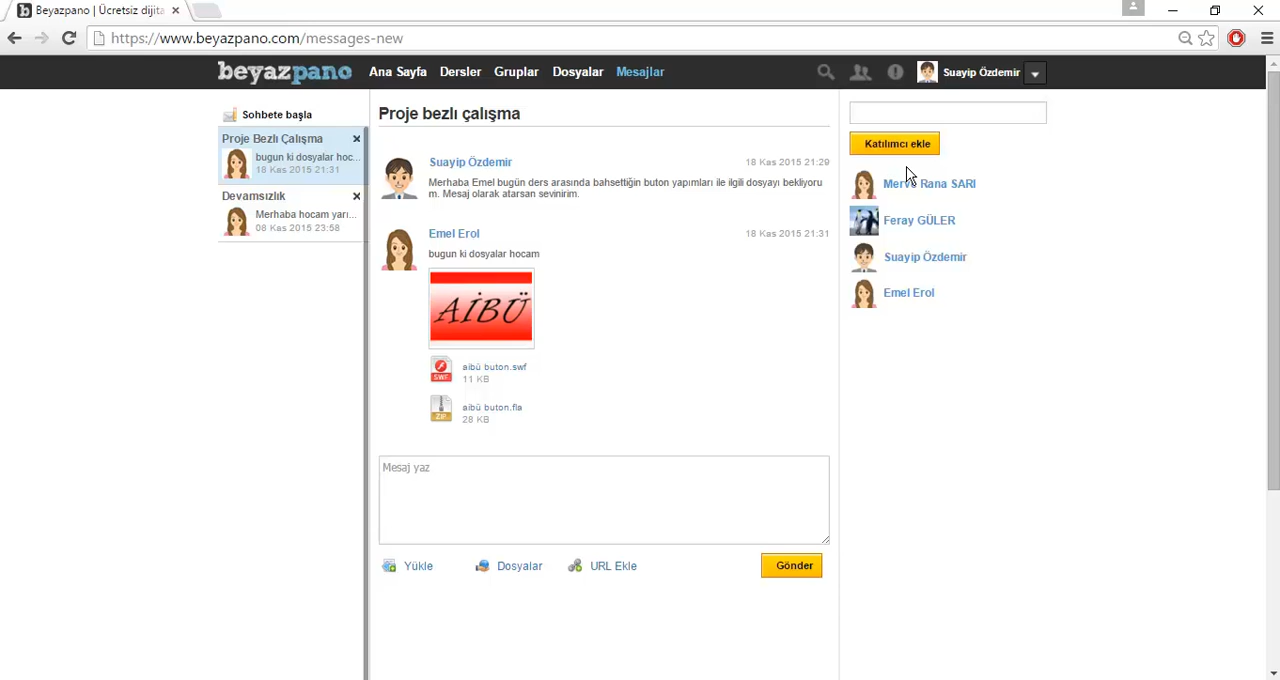 Beyazpano | Ücretsiz dijita
https://www.beyazpano.com/messages-new
beyazpano Ana Sayfa Dersler Gruplar Dosyalar Mesajlar Suayip Özdemir
Sohbete başla
Proje Bezlı Çalışma
bugun ki dosyalar hoc...
18 Kas 2015 21:31
Devamsızlık
Merhaba hocam yarı...
08 Kas 2015 23:58
Proje bezlı çalışma
Suayip Özdemir 18 Kas 2015 21:29
Merhaba Emel bugün ders arasında bahsettiğin buton yapımları ile ilgili dosyayı bekliyoru
m. Mesaj olarak atarsan sevinirim.
Emel Erol 18 Kas 2015 21:31
bugun ki dosyalar hocam
AİBÜ
SWF
aibü buton.swf
11 KB
ZIP
aibü buton.fla
28 KB
Mesaj yaz
Yükle Dosyalar URL Ekle Gönder
Katılımcı ekle
Merve Rana SARI
Feray GÜLER
Suayip Özdemir
Emel Erol